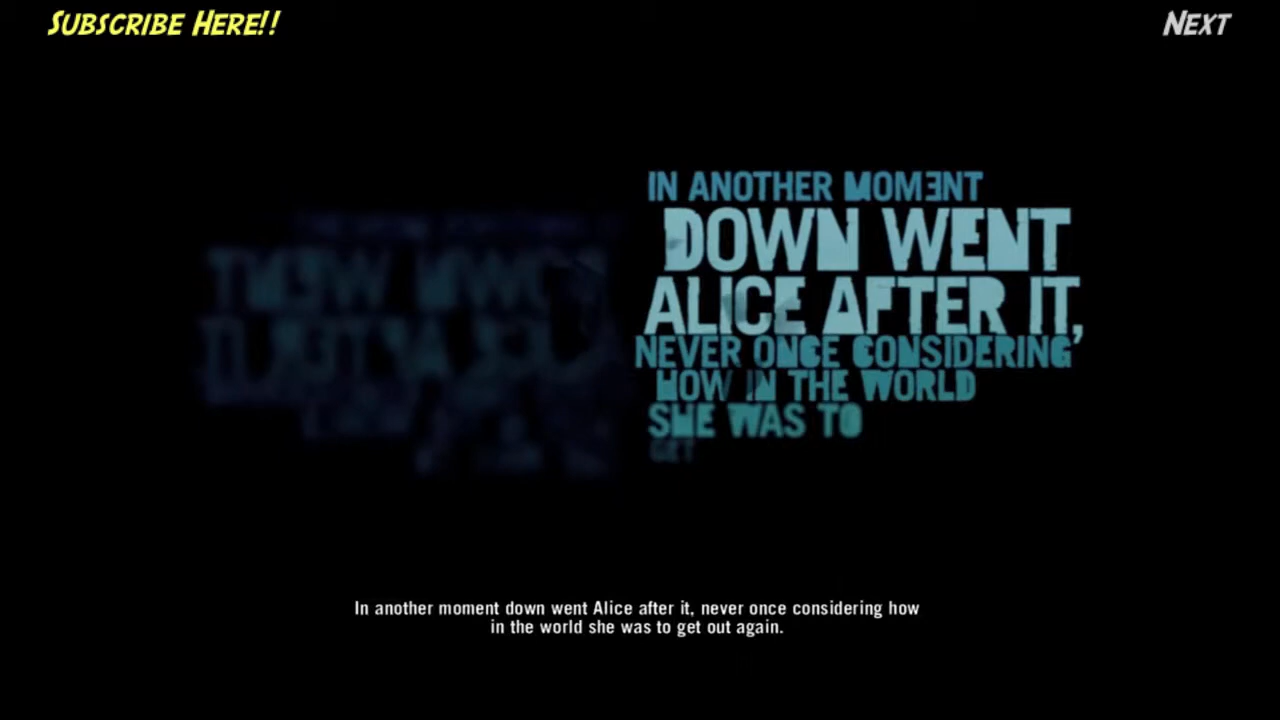 Subscribe Here!!
Next
IN ANOTHER MOMENT
DOWN WENT
ALICE AFTER IT,
NEVER ONCE CONSIDERING
HOW IN THE WORLD
SHE WAS TO
GET
In another moment down went Alice after it, never once considering how
in the world she was to get out again.